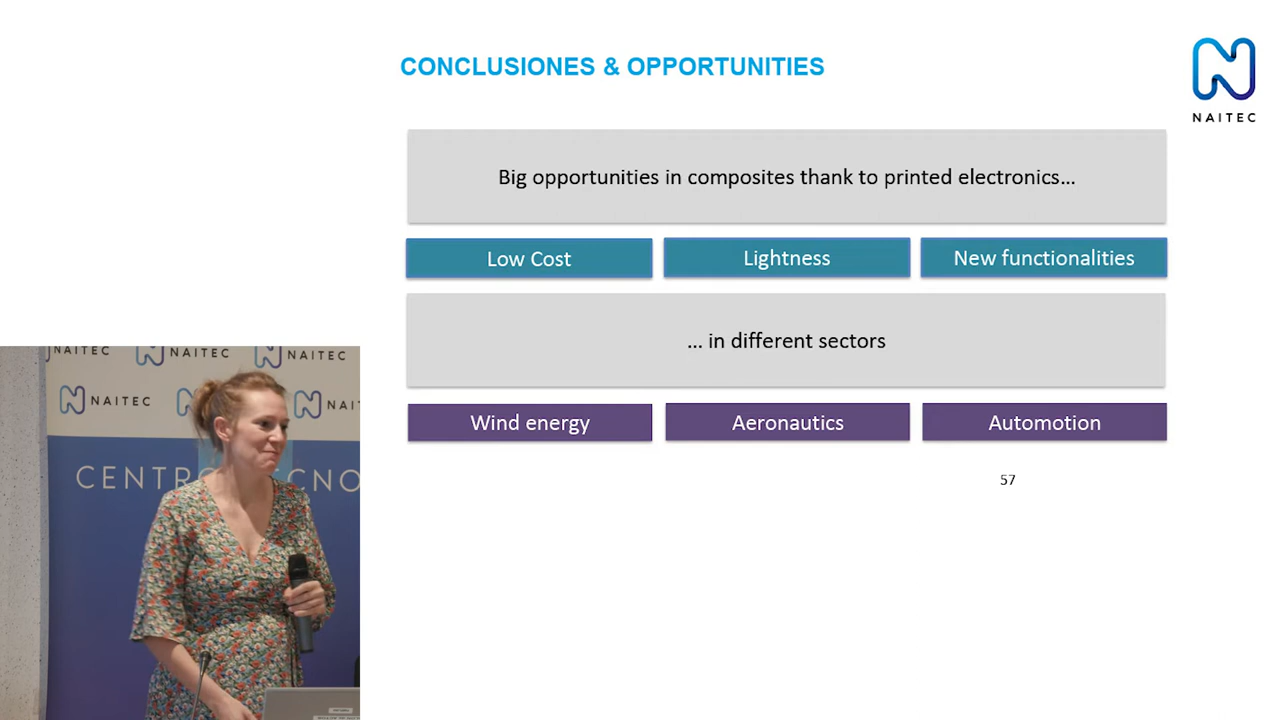 CONCLUSIONES & OPPORTUNITIES
NAITEC
Big opportunities in composites thank to printed electronics...
Low Cost
Lightness
New functionalities
... in different sectors
Wind energy
Aeronautics
Automotion
57
NAITEC
NAITEC
NAITEC
NAITEC
NAI
CENTRO
CNO